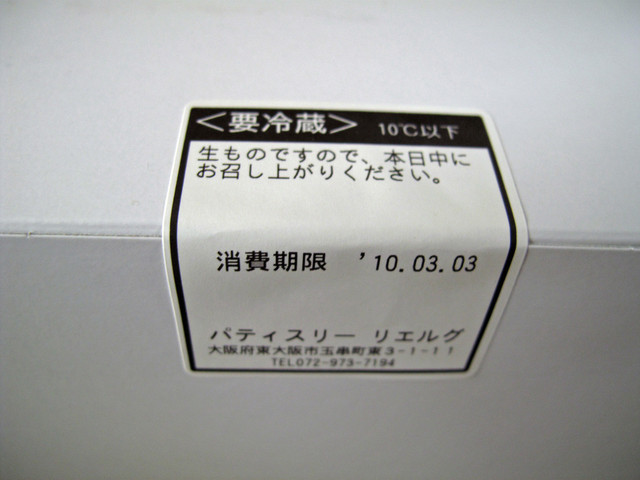 ＜要冷蔵＞ 10℃以下
生ものですので、本日中に
お召し上がりください。
消費期限 '10.03.03
パティスリー リエルグ
大阪府東大阪市玉串町東3-1-11
TEL072-973-7194